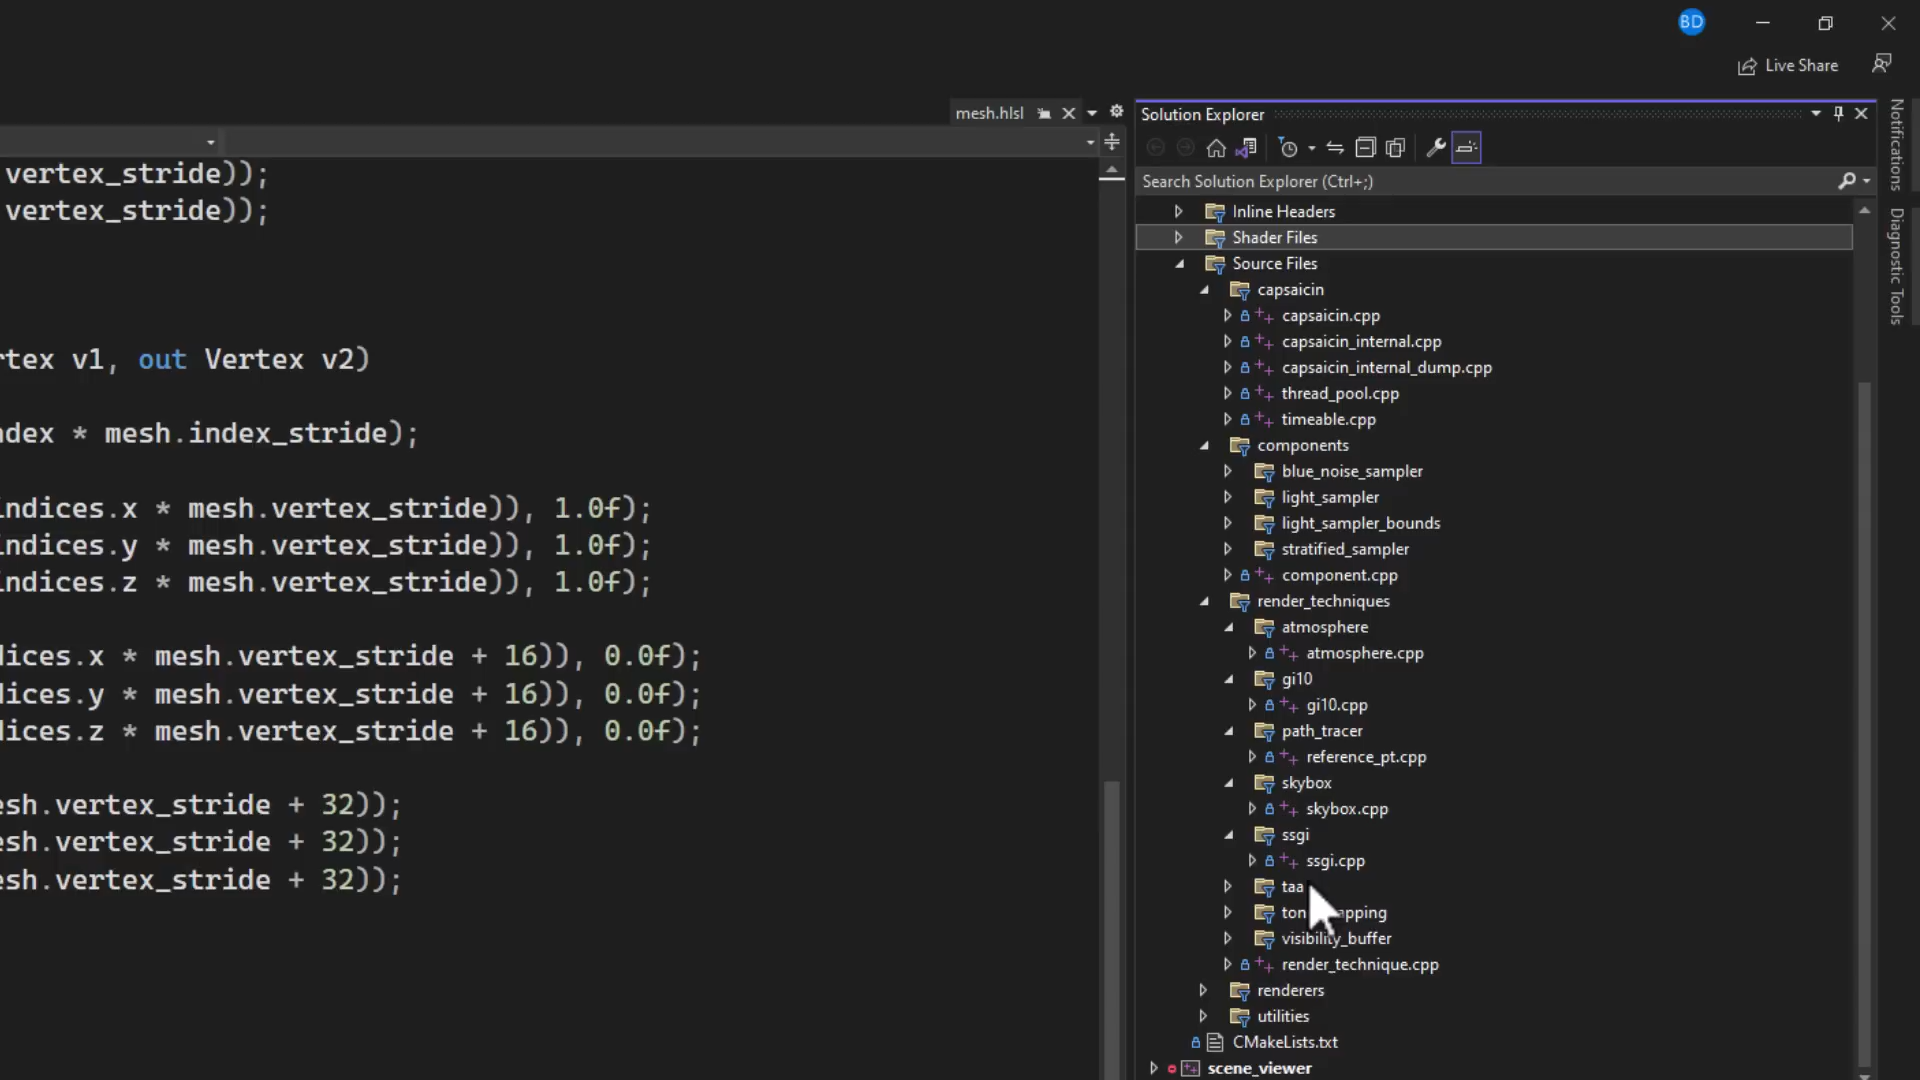 BD
Live Share
mesh.hlsl
vertex_stride));
vertex_stride));
rtex v1, out Vertex v2)
ndex * mesh.index_stride);
indices.x * mesh.vertex_stride)), 1.0f);
indices.y * mesh.vertex_stride)), 1.0f);
indices.z * mesh.vertex_stride)), 1.0f);
dices.x * mesh.vertex_stride + 16)), 0.0f);
dices.y * mesh.vertex_stride + 16)), 0.0f);
dices.z * mesh.vertex_stride + 16)), 0.0f);
esh.vertex_stride + 32));
esh.vertex_stride + 32));
esh.vertex_stride + 32));
Solution Explorer
Search Solution Explorer (Ctrl+;)
Inline Headers
Shader Files
Source Files
capsaicin
capsaicin.cpp
capsaicin_internal.cpp
capsaicin_internal_dump.cpp
thread_pool.cpp
timeable.cpp
components
blue_noise_sampler
light_sampler
light_sampler_bounds
stratified_sampler
component.cpp
render_techniques
atmosphere
atmosphere.cpp
gi10
gi10.cpp
path_tracer
reference_pt.cpp
skybox
skybox.cpp
ssgi
ssgi.cpp
taa
visibility_buffer
render_technique.cpp
renderers
utilities
CMakeLists.txt
scene_viewer
Notifications
Diagnostic Tools